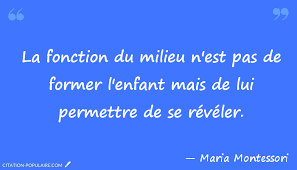 La fonction du milieu n'est pas de
former l'enfant mais de lui
permettre de se révéler.
— Maria Montessori
CITATION-POPULAIRE.COM